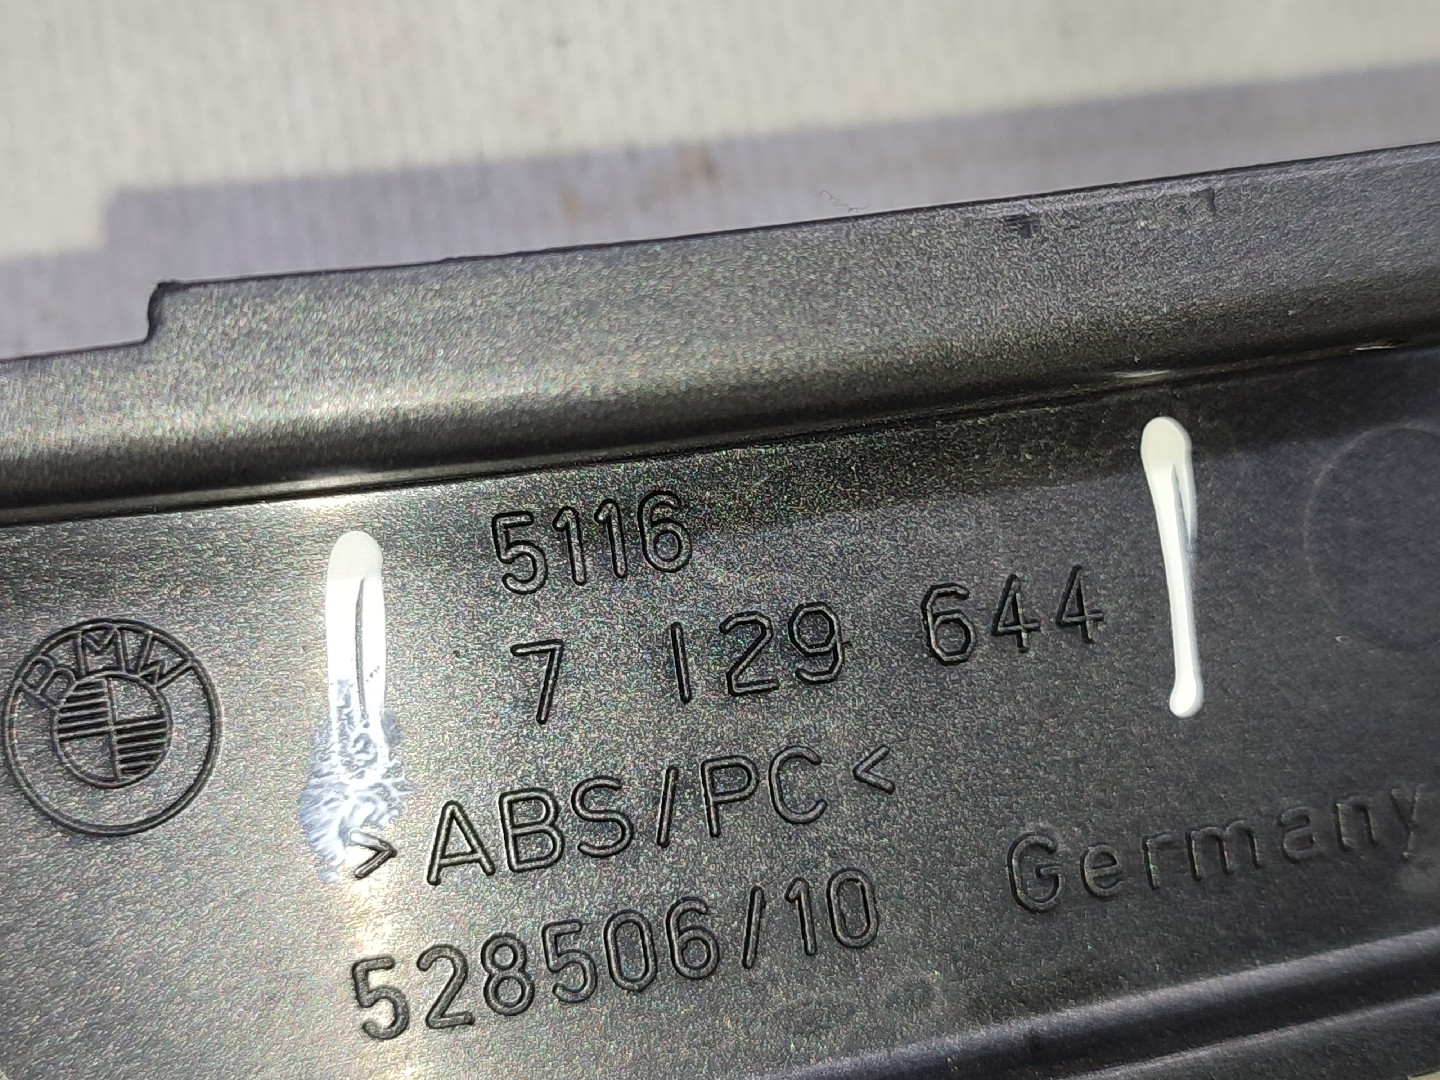 BMW
5116
7 129 644
>ABS/PC<
528506/10
Germany